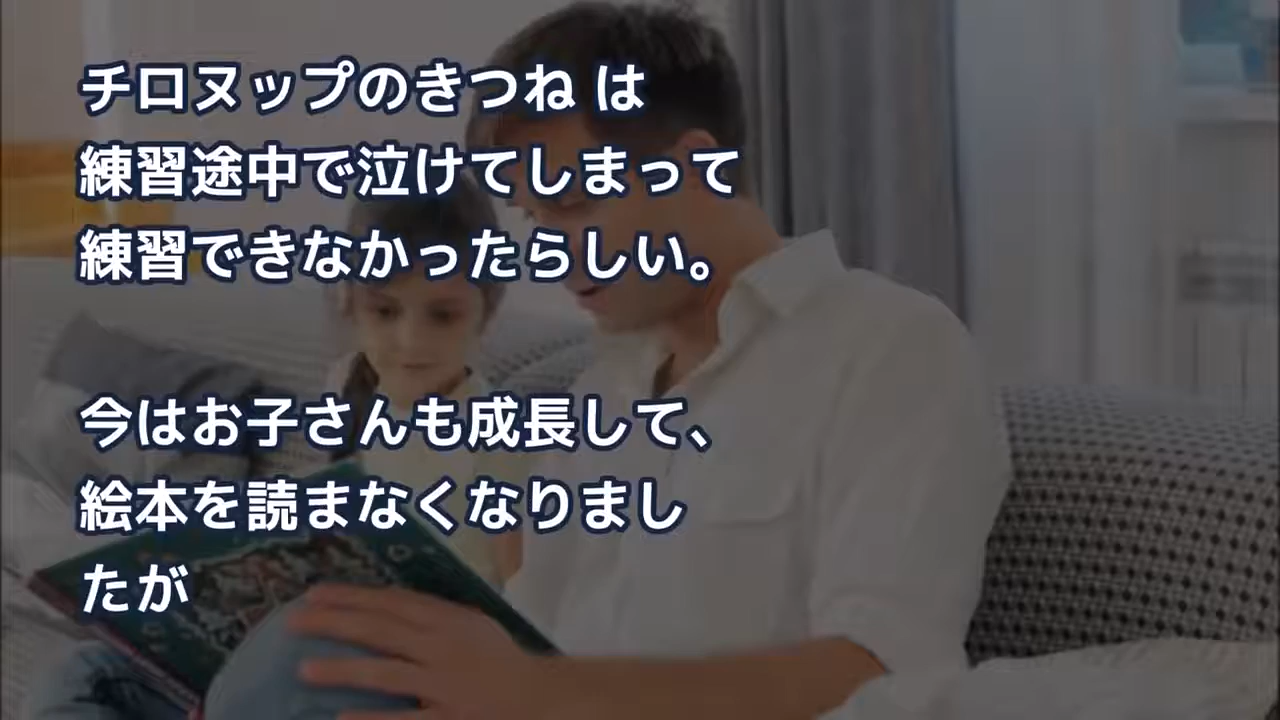 チロヌップのきつね は
練習途中で泣けてしまって
練習できなかったらしい。
今はお子さんも成長して、
絵本を読まなくなりまし
たが